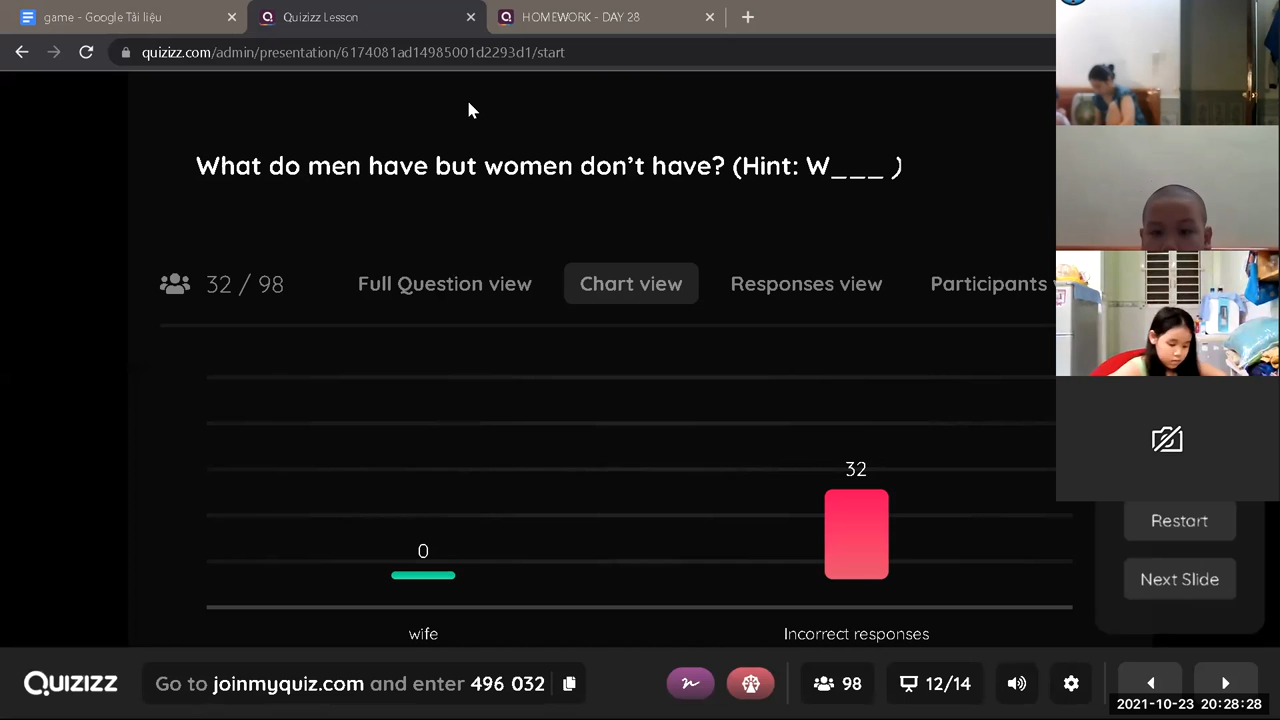 game - Google Tài liệu
Quizizz Lesson
HOMEWORK - DAY 28
quizizz.com/admin/presentation/6174081ad14985001d2293d1/start
What do men have but women don't have? (Hint: W___ )
32 / 98
Full Question view
Chart view
Responses view
Participants
32
0
wife
Incorrect responses
Restart
Next Slide
Quizizz
Go to joinmyquiz.com and enter 496 032
98
12/14
2021-10-23 20:28:28